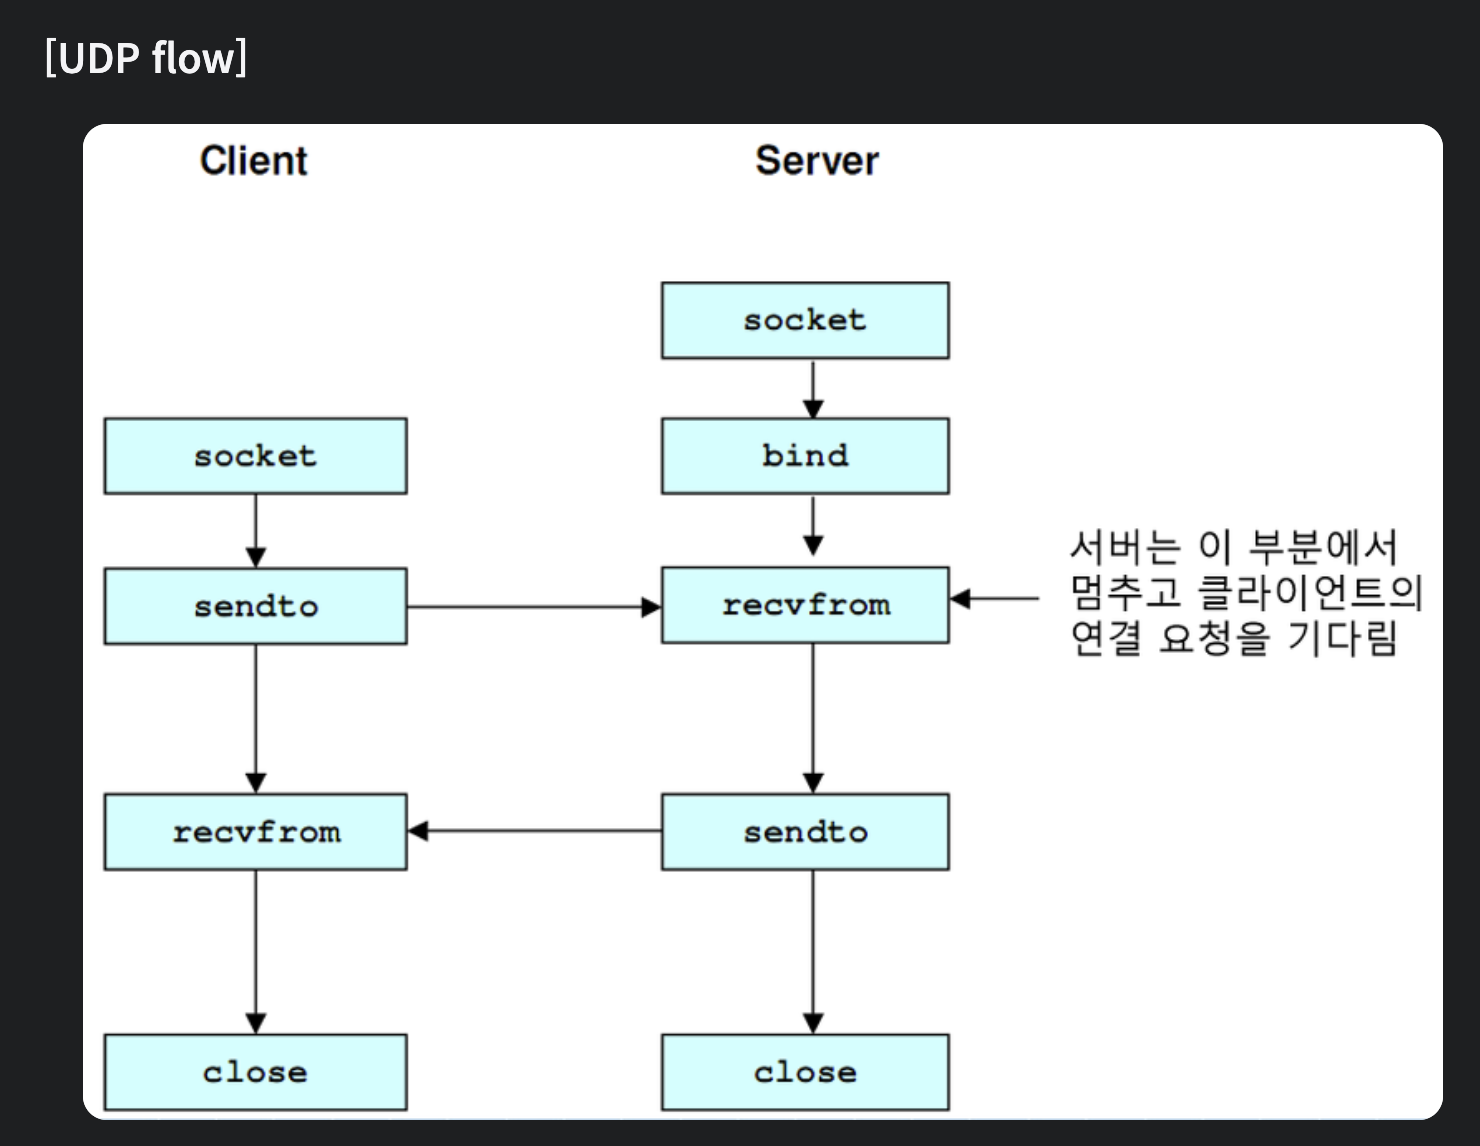 [UDP flow]
Client
Server
socket
socket
bind
sendto
recvfrom
서버는 이 부분에서
멈추고 클라이언트의
연결 요청을 기다림
recvfrom
sendto
close
close